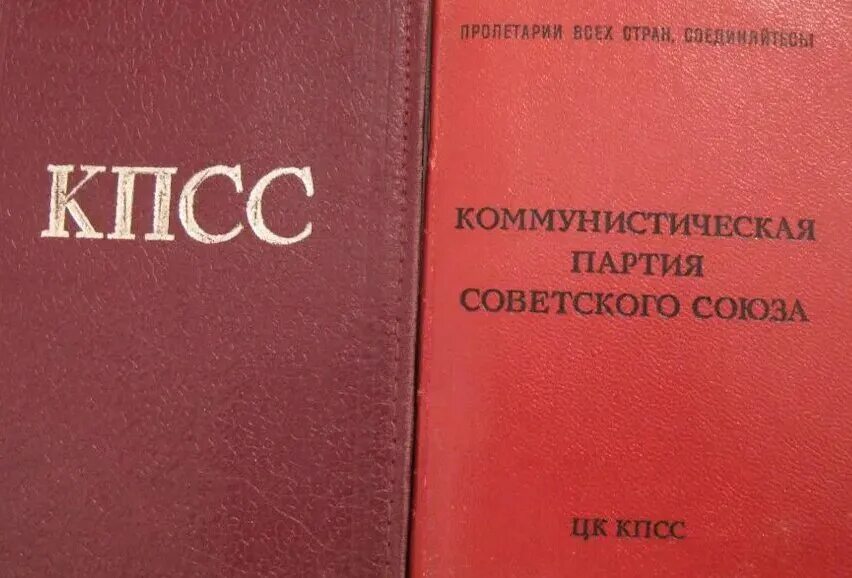 КПСС
ПРОЛЕТАРИИ ВСЕХ СТРАН, СОЕДИНЯЙТЕСЬ!
КОММУНИСТИЧЕСКАЯ
ПАРТИЯ
СОВЕТСКОГО СОЮЗА
ЦК КПСС